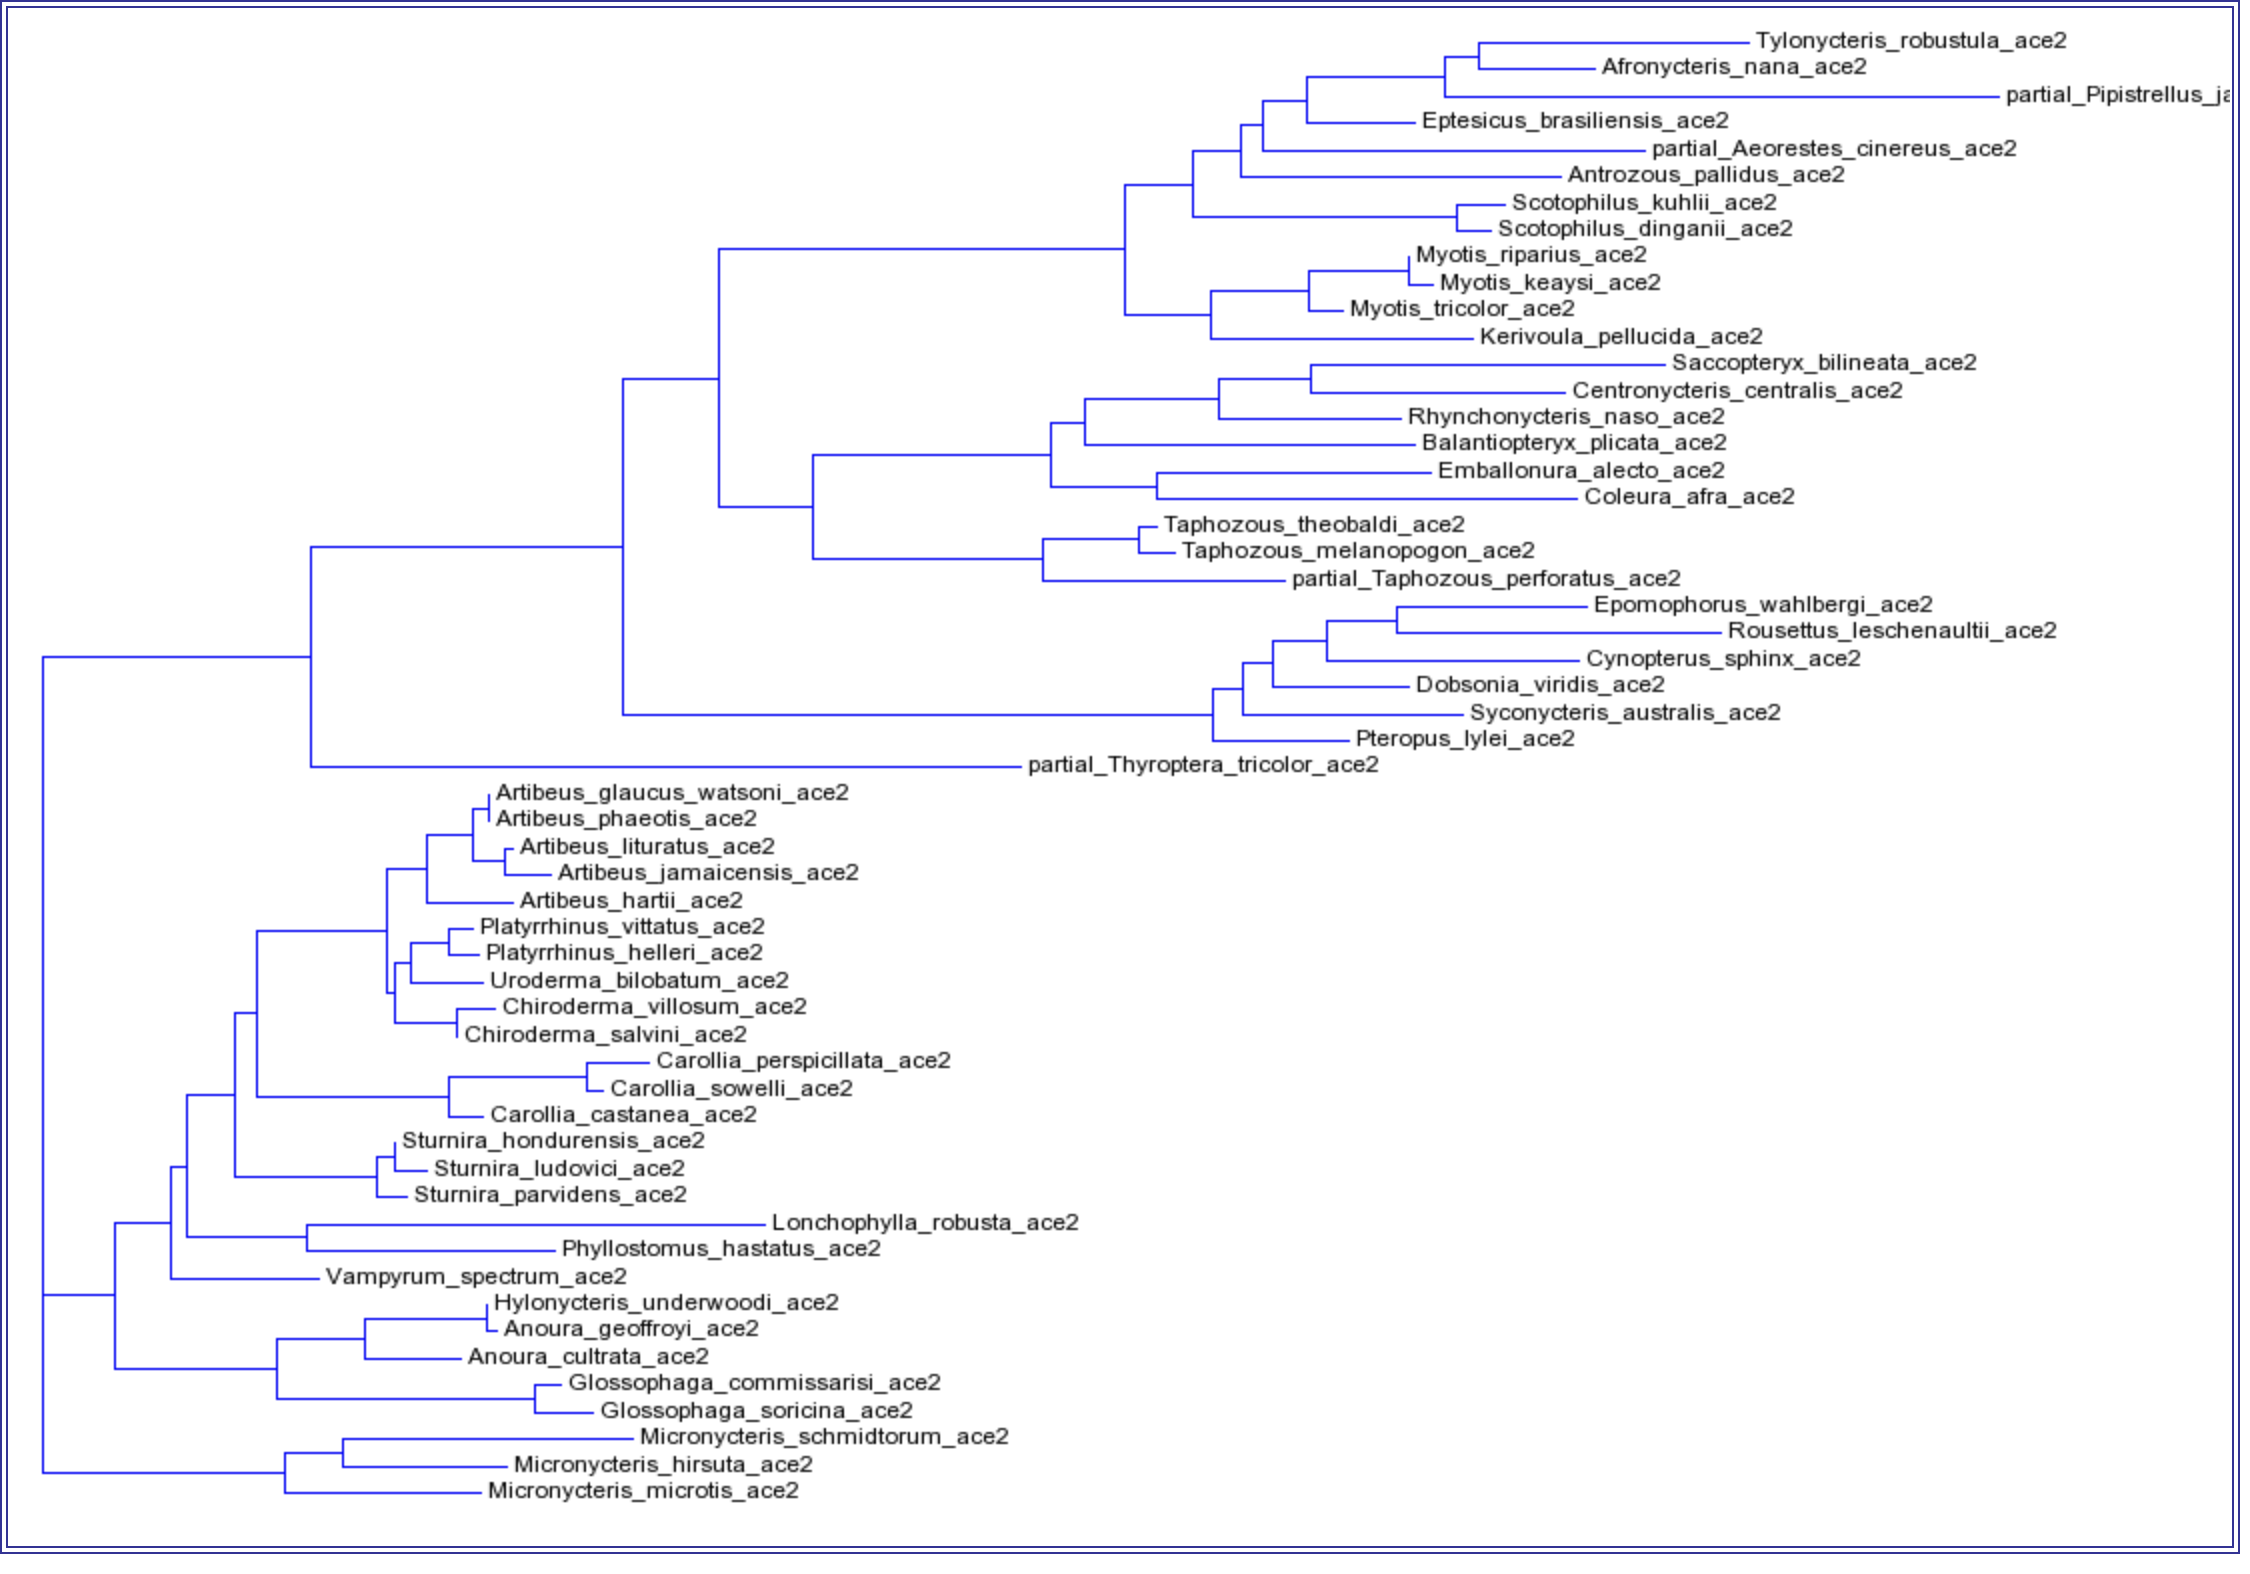 Tylonycteris_robustula_ace2
Afronycteris_nana_ace2
partial_Pipistrellus_ja
Eptesicus_brasiliensis_ace2
partial_Aeorestes_cinereus_ace2
Antrozous_pallidus_ace2
Scotophilus_kuhlii_ace2
Scotophilus_dinganii_ace2
Myotis_riparius_ace2
Myotis_keaysi_ace2
Myotis_tricolor_ace2
Kerivoula_pellucida_ace2
Saccopteryx_bilineata_ace2
Centronycteris_centralis_ace2
Rhynchonycteris_naso_ace2
Balantiopteryx_plicata_ace2
Emballonura_alecto_ace2
Coleura_afra_ace2
Taphozous_theobaldi_ace2
Taphozous_melanopogon_ace2
partial_Taphozous_perforatus_ace2
Epomophorus_wahlbergi_ace2
Rousettus_leschenaultii_ace2
Cynopterus_sphinx_ace2
Dobsonia_viridis_ace2
Syconycteris_australis_ace2
Pteropus_lylei_ace2
partial_Thyroptera_tricolor_ace2
Artibeus_glaucus_watsoni_ace2
Artibeus_phaeotis_ace2
Artibeus_lituratus_ace2
Artibeus_jamaicensis_ace2
Artibeus_hartii_ace2
Platyrrhinus_vittatus_ace2
Platyrrhinus_helleri_ace2
Uroderma_bilobatum_ace2
Chiroderma_villosum_ace2
Chiroderma_salvini_ace2
Carollia_perspicillata_ace2
Carollia_sowelli_ace2
Carollia_castanea_ace2
Sturnira_hondurensis_ace2
Sturnira_ludovici_ace2
Sturnira_parvidens_ace2
Lonchophylla_robusta_ace2
Phyllostomus_hastatus_ace2
Vampyrum_spectrum_ace2
Hylonycteris_underwoodi_ace2
Anoura_geoffroyi_ace2
Anoura_cultrata_ace2
Glossophaga_commissarisi_ace2
Glossophaga_soricina_ace2
Micronycteris_schmidtorum_ace2
Micronycteris_hirsuta_ace2
Micronycteris_microtis_ace2